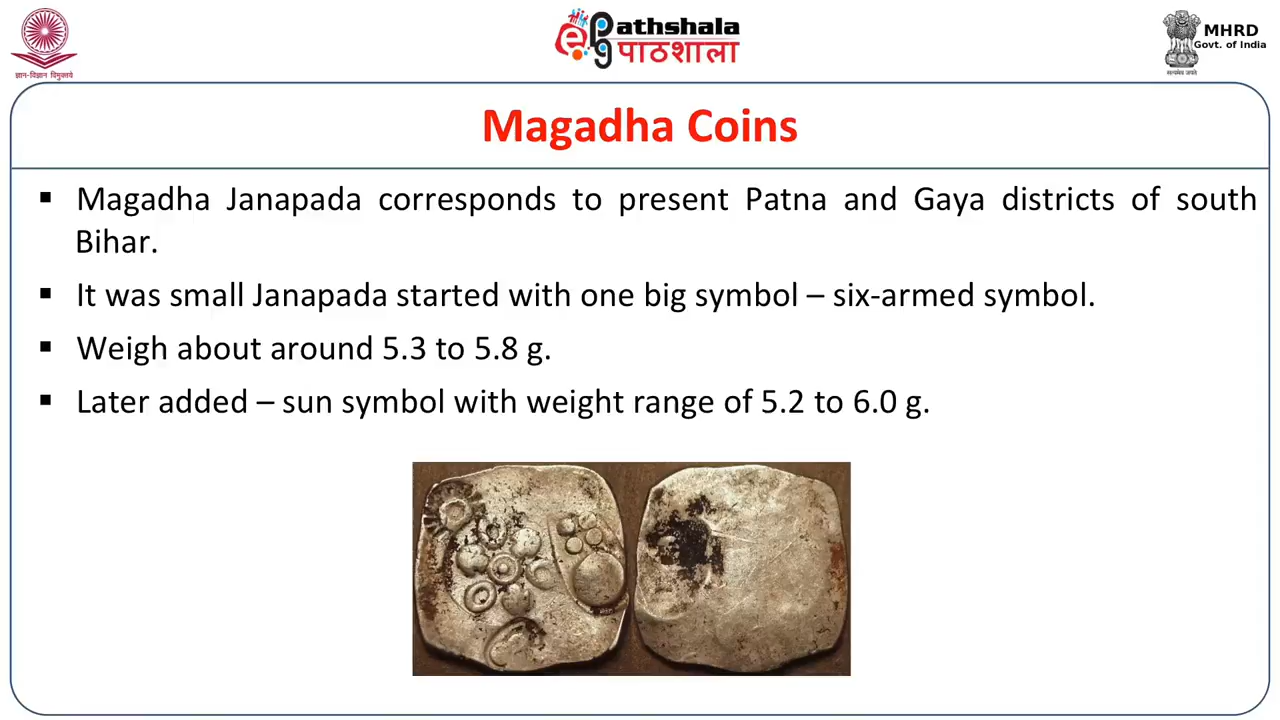 ज्ञान-विज्ञान विमुक्तये
ePG Pathshala
पाठशाला
MHRD
Govt. of India
सत्यमेव जयते
Magadha Coins
▪ Magadha Janapada corresponds to present Patna and Gaya districts of south
Bihar.
▪ It was small Janapada started with one big symbol – six-armed symbol.
▪ Weigh about around 5.3 to 5.8 g.
▪ Later added – sun symbol with weight range of 5.2 to 6.0 g.